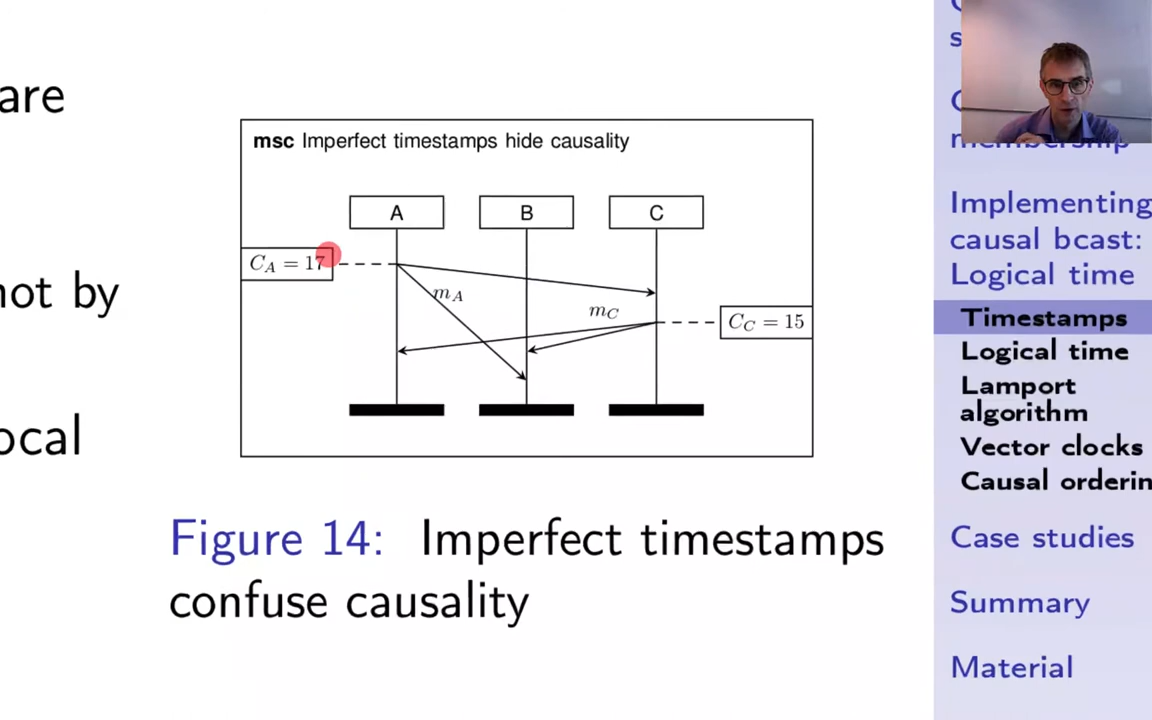 are
not by
ocal
msc Imperfect timestamps hide causality
A
B
C
C_A = 17
m_A
m_C
C_C = 15
Figure 14: Imperfect timestamps
confuse causality
membership
Implementing
causal bcast:
Logical time
Timestamps
Logical time
Lamport
algorithm
Vector clocks
Causal orderin
Case studies
Summary
Material